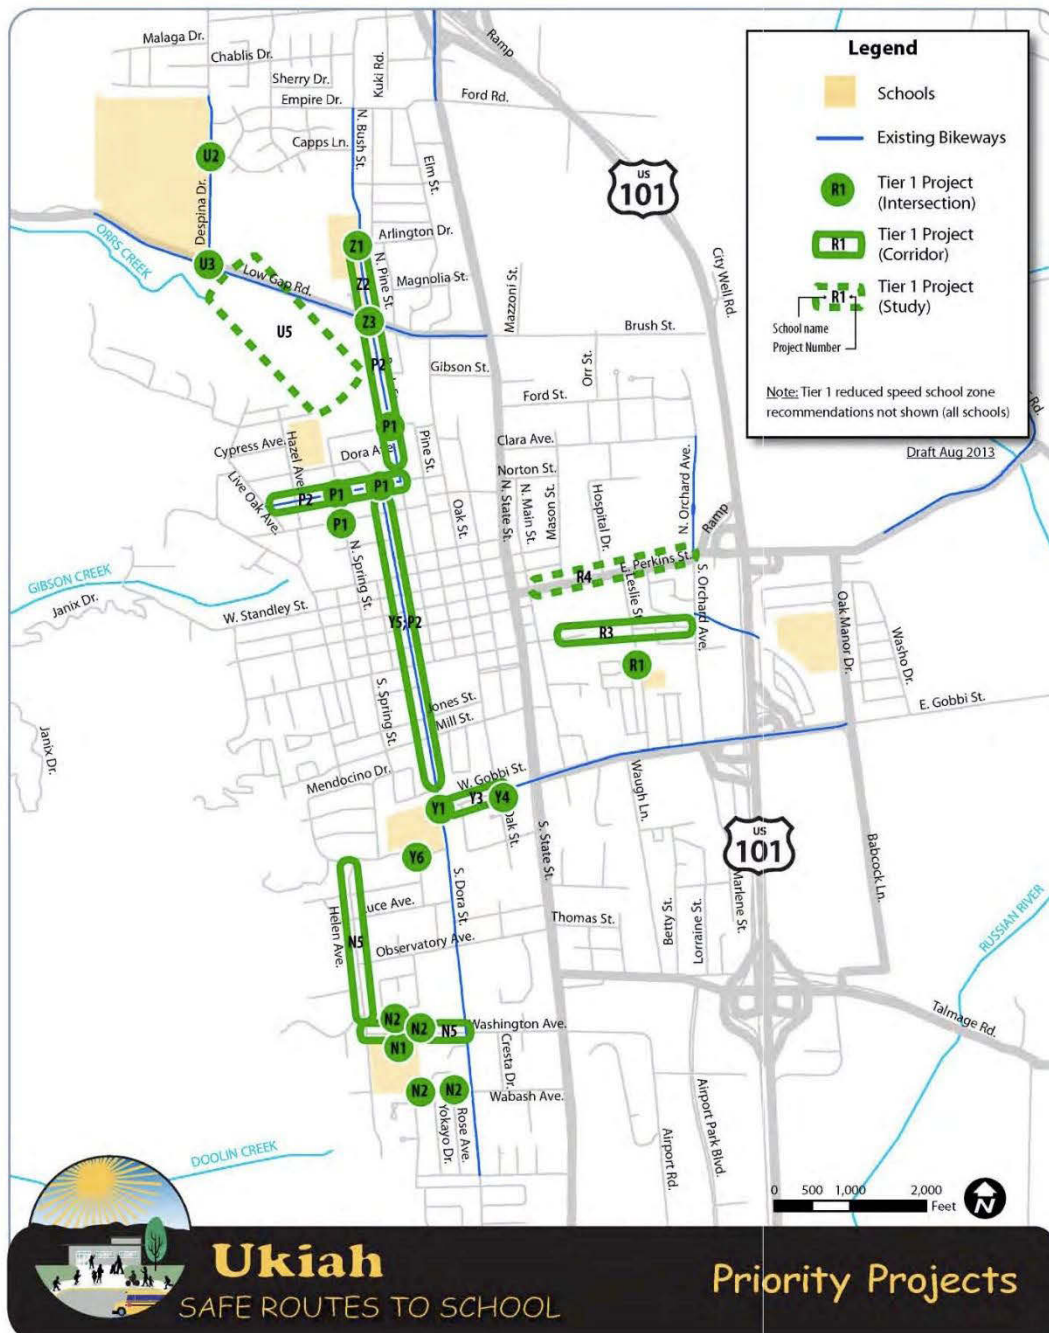 Malaga Dr.
Chablis Dr.
Sherry Dr.
Empire Dr.
Capps Ln.
Kuki Rd.
N. Bush St.
Ramp
Ford Rd.
Elm St.
US
101
Legend
Schools
Existing Bikeways
R1
Tier 1 Project
(Intersection)
R1
Tier 1 Project
(Corridor)
R1
Tier 1 Project
(Study)
School name
Project Number
Note: Tier 1 reduced speed school zone
recommendations not shown (all schools)
Rd.
Draft Aug 2013
U2
Despina Dr.
ORRS CREEK
U3
Low Gap Rd.
U5
Z1
Arlington Dr.
N. Pine St.
Z2
Magnolia St.
Z3
Mazzoni St.
City Well Rd.
Brush St.
P2
Gibson St.
Orr St.
Ford St.
P1
Cypress Ave.
Hazel Ave.
Dora Ave
Pine St.
Clara Ave.
Norton St.
N. Orchard Ave.
Live Oak Ave.
P2
P1
P1
P1
Oak St.
N. State St.
N. Main St.
Mason St.
Hospital Dr.
Ramp
N. Spring St.
E. Perkins St.
R4
Leslie St
S. Orchard Ave.
GIBSON CREEK
Janix Dr.
W. Standley St.
Y5; P2
R3
R1
Oak Manor Dr.
Washo Dr.
E. Gobbi St.
S. Spring St.
Jones St.
Mill St.
Janix Dr.
Mendocino Dr.
W. Gobbi St.
Y1
Y3
Y4
Oak St.
Waugh Ln.
S. State St.
US
101
Y6
Babcock Ln.
S. Dora St.
Marlene St.
Luce Ave.
Helen Ave.
N5
Observatory Ave.
Thomas St.
Betty St.
Lorraine St.
RUSSIAN RIVER
N2
N2
N5
Washington Ave.
N1
Talmage Rd.
Cresta Dr.
N2
N2
Wabash Ave.
Yokayo Dr.
Rose Ave.
Airport Rd.
Airport Park Blvd.
DOOLIN CREEK
0 500 1,000 2,000
Feet
N
Ukiah
SAFE ROUTES TO SCHOOL
Priority Projects